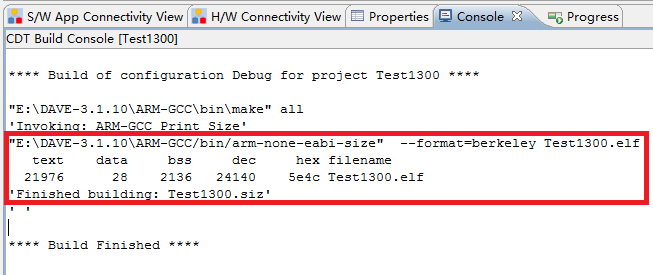 S/W App Connectivity View H/W Connectivity View Properties Console Progress
CDT Build Console [Test1300]
**** Build of configuration Debug for project Test1300 ****
"E:\DAVE-3.1.10\ARM-GCC\bin\make" all
'Invoking: ARM-GCC Print Size'
"E:\DAVE-3.1.10\ARM-GCC/bin/arm-none-eabi-size"  --format=berkeley Test1300.elf
   text    data     bss     dec     hex filename
  21976      28    2136   24140    5e4c Test1300.elf
'Finished building: Test1300.siz'
' '
**** Build Finished ****